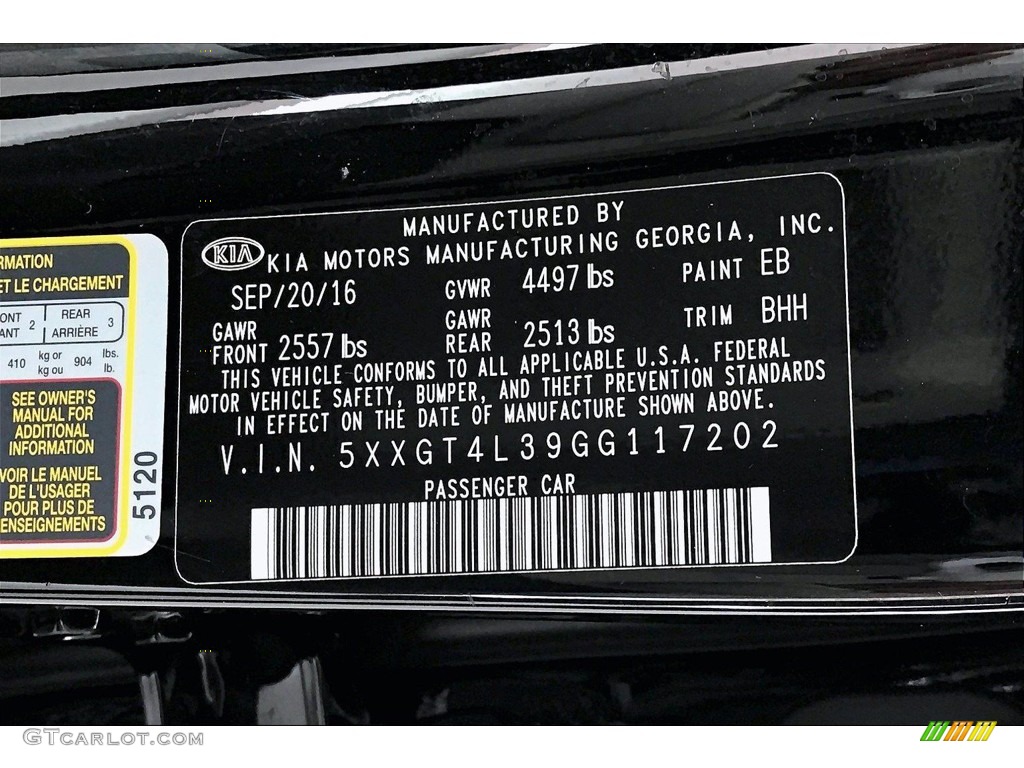 RMATION
ET LE CHARGEMENT
ONT
ANT 2
REAR
ARRIÈRE 3
410 kg or
kg ou 904 lbs.
lb.
SEE OWNER'S
MANUAL FOR
ADDITIONAL
INFORMATION
VOIR LE MANUEL
DE L'USAGER
POUR PLUS DE
ENSEIGNEMENTS
5120
MANUFACTURED BY
KIA KIA MOTORS MANUFACTURING GEORGIA, INC.
SEP/20/16 GVWR 4497 lbs PAINT EB
GAWR
FRONT 2557 lbs
GAWR
REAR 2513 lbs TRIM BHH
THIS VEHICLE CONFORMS TO ALL APPLICABLE U.S.A. FEDERAL
MOTOR VEHICLE SAFETY, BUMPER, AND THEFT PREVENTION STANDARDS
IN EFFECT ON THE DATE OF MANUFACTURE SHOWN ABOVE.
V.I.N. 5XXGT4L39GG117202
PASSENGER CAR
GTCarlot.com